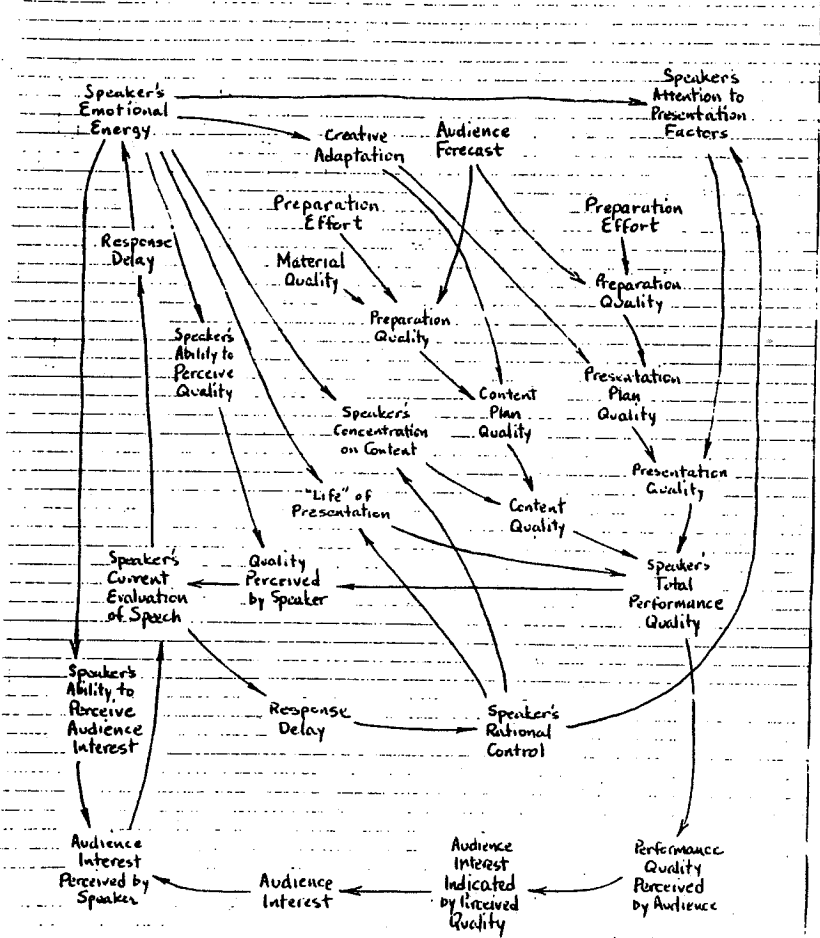 Speaker's
Emotional
Energy
Speaker's
Attention to
Presentation
Factors
Creative
Adaptation
Audience
Forecast
Preparation
Effort
Preparation
Effort
Response
Delay
Material
Quality
Preparation
Quality
Preparation
Quality
Speaker's
Ability to
Perceive
Quality
Presentation
Plan
Quality
Content
Plan
Quality
Speaker's
Concentration
on Content
Presentation
Quality
"Life" of
Presentation
Content
Quality
Speaker's
Current
Evaluation
of Speech
Quality
Perceived
by Speaker
Speaker's
Total
Performance
Quality
Speaker's
Ability to
Perceive
Audience
Interest
Response
Delay
Speaker's
Rational
Control
Audience
Interest
Perceived by
Speaker
Audience
Interest
Audience
Interest
Indicated
by Perceived
Quality
Performance
Quality
Perceived
by Audience